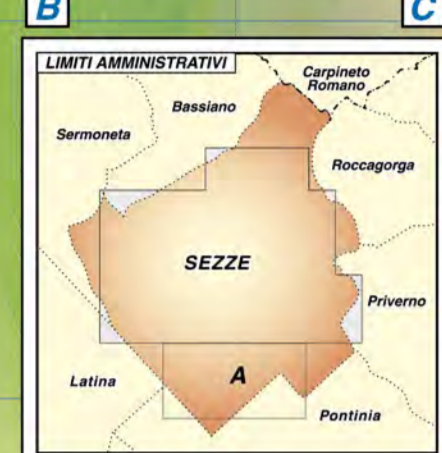 B
C
LIMITI AMMINISTRATIVI
Carpineto
Romano
Bassiano
Sermoneta
Roccagorga
SEZZE
Priverno
Latina
A
Pontinia